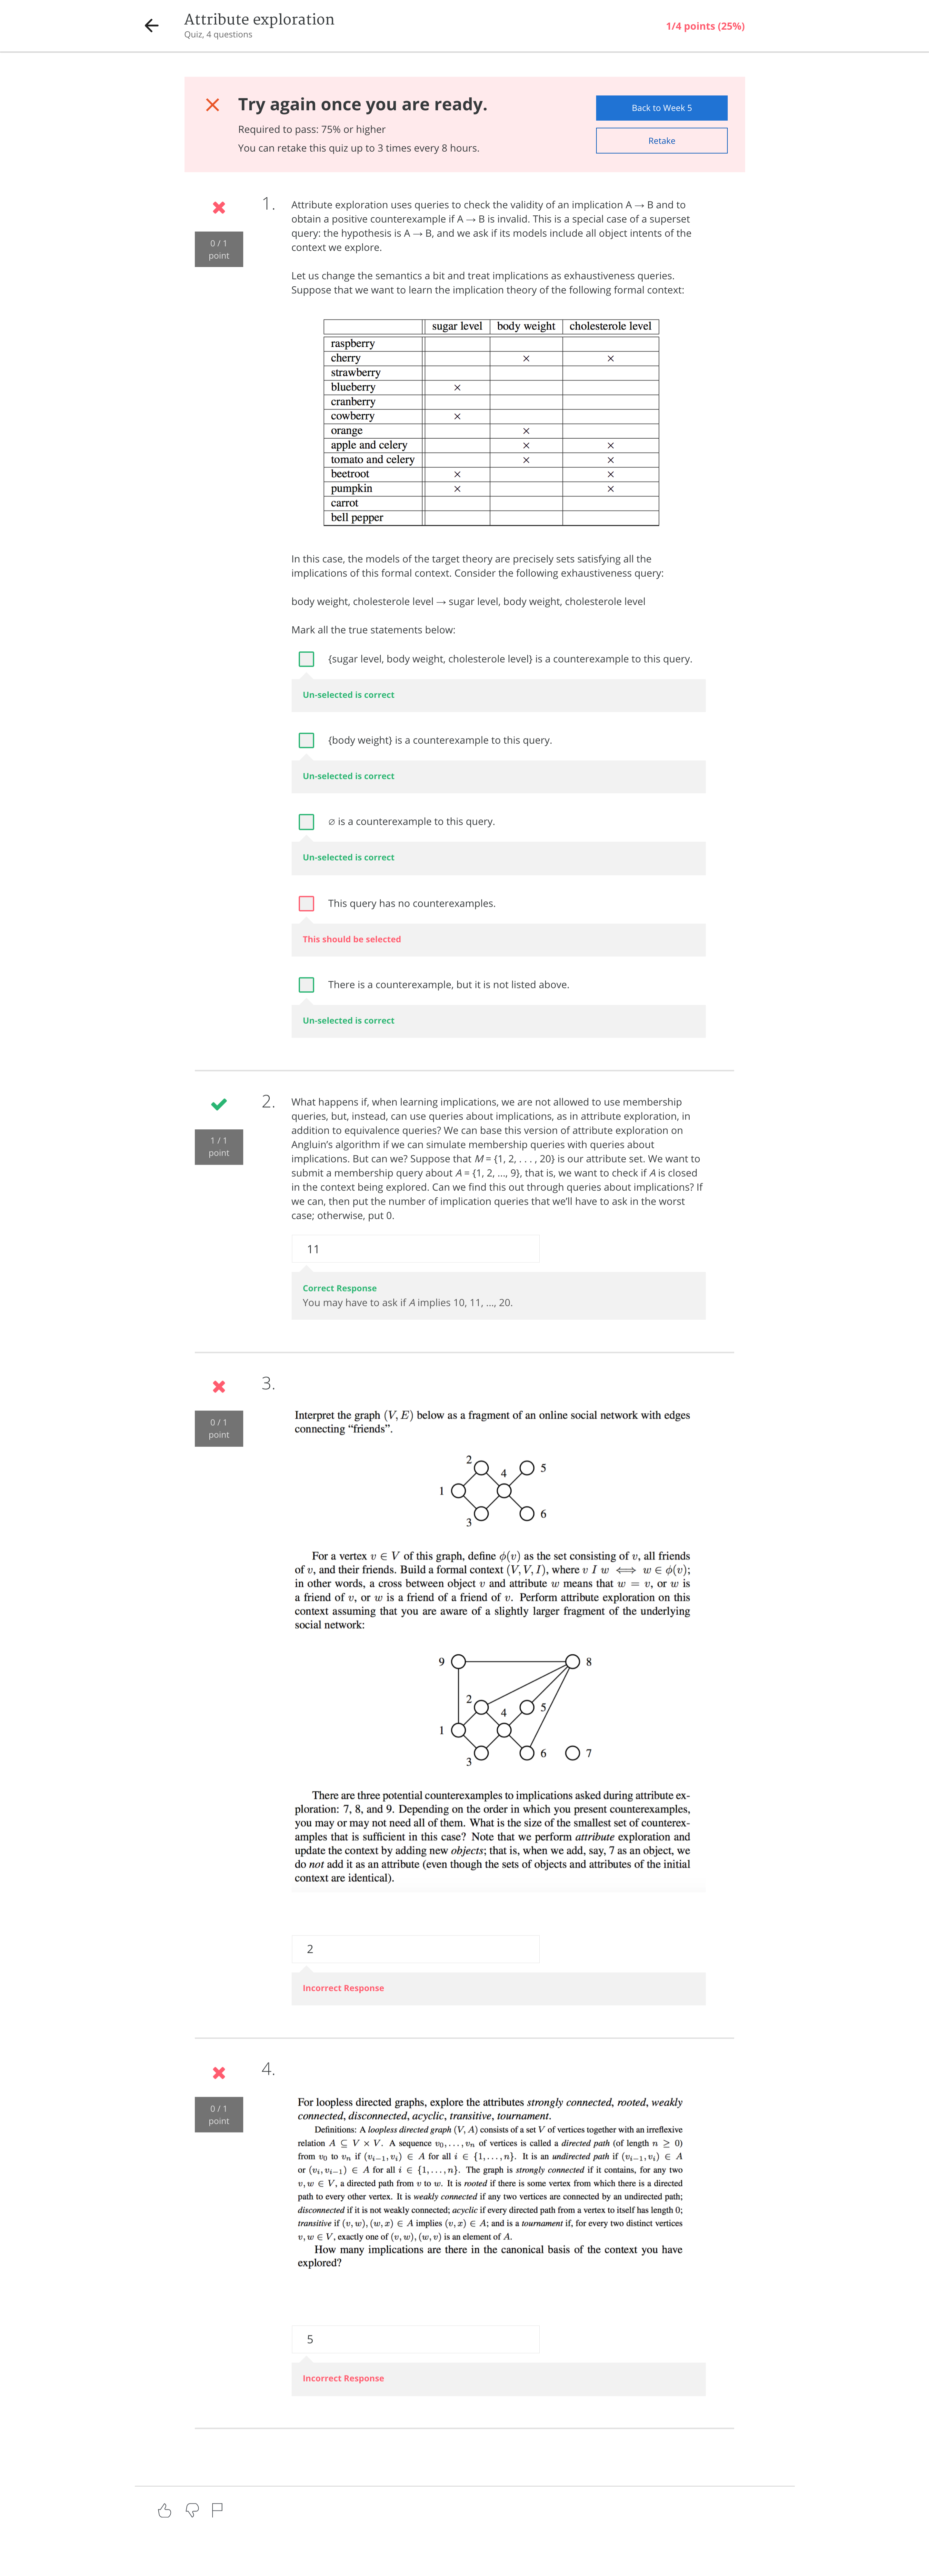 Attribute exploration
Quiz, 4 questions
1/4 points (25%)
Try again once you are ready.
Required to pass: 75% or higher
You can retake this quiz up to 3 times every 8 hours.
Back to Week 5
Retake
0 / 1
point
1.
Attribute exploration uses queries to check the validity of an implication A → B and to
obtain a positive counterexample if A → B is invalid. This is a special case of a superset
query: the hypothesis is A → B, and we ask if its models include all object intents of the
context we explore.
Let us change the semantics a bit and treat implications as exhaustiveness queries.
Suppose that we want to learn the implication theory of the following formal context:
sugar level body weight cholesterole level
raspberry
cherry × ×
strawberry
blueberry ×
cranberry
cowberry ×
orange ×
apple and celery × ×
tomato and celery × ×
beetroot × ×
pumpkin × ×
carrot
bell pepper
In this case, the models of the target theory are precisely sets satisfying all the
implications of this formal context. Consider the following exhaustiveness query:
body weight, cholesterole level → sugar level, body weight, cholesterole level
Mark all the true statements below:
{sugar level, body weight, cholesterole level} is a counterexample to this query.
Un-selected is correct
{body weight} is a counterexample to this query.
Un-selected is correct
∅ is a counterexample to this query.
Un-selected is correct
This query has no counterexamples.
This should be selected
There is a counterexample, but it is not listed above.
Un-selected is correct
1 / 1
point
2.
What happens if, when learning implications, we are not allowed to use membership
queries, but, instead, can use queries about implications, as in attribute exploration, in
addition to equivalence queries? We can base this version of attribute exploration on
Angluin's algorithm if we can simulate membership queries with queries about
implications. But can we? Suppose that M = {1, 2, . . . , 20} is our attribute set. We want to
submit a membership query about A = {1, 2, ..., 9}, that is, we want to check if A is closed
in the context being explored. Can we find this out through queries about implications? If
we can, then put the number of implication queries that we'll have to ask in the worst
case; otherwise, put 0.
11
Correct Response
You may have to ask if A implies 10, 11, ..., 20.
0 / 1
point
3.
Interpret the graph (V, E) below as a fragment of an online social network with edges
connecting “friends”.
2
5
4
1
6
3
For a vertex v ∈ V of this graph, define ϕ(v) as the set consisting of v, all friends
of v, and their friends. Build a formal context (V, V, I), where v I w ⟺ w ∈ ϕ(v);
in other words, a cross between object v and attribute w means that w = v, or w is
a friend of v, or w is a friend of a friend of v. Perform attribute exploration on this
context assuming that you are aware of a slightly larger fragment of the underlying
social network:
9
8
2
5
4
1
6
7
3
There are three potential counterexamples to implications asked during attribute ex-
ploration: 7, 8, and 9. Depending on the order in which you present counterexamples,
you may or may not need all of them. What is the size of the smallest set of counterex-
amples that is sufficient in this case? Note that we perform attribute exploration and
update the context by adding new objects; that is, when we add, say, 7 as an object, we
do not add it as an attribute (even though the sets of objects and attributes of the initial
context are identical).
2
Incorrect Response
0 / 1
point
4.
For loopless directed graphs, explore the attributes strongly connected, rooted, weakly
connected, disconnected, acyclic, transitive, tournament.
Definitions: A loopless directed graph (V, A) consists of a set V of vertices together with an irreflexive
relation A ⊆ V × V. A sequence v0, . . . , vn of vertices is called a directed path (of length n ≥ 0)
from v0 to vn if (vi−1, vi) ∈ A for all i ∈ {1, . . . , n}. It is an undirected path if (vi−1, vi) ∈ A
or (vi, vi−1) ∈ A for all i ∈ {1, . . . , n}. The graph is strongly connected if it contains, for any two
v, w ∈ V, a directed path from v to w. It is rooted if there is some vertex from which there is a directed
path to every other vertex. It is weakly connected if any two vertices are connected by an undirected path;
disconnected if it is not weakly connected; acyclic if every directed path from a vertex to itself has length 0;
transitive if (v, w), (w, x) ∈ A implies (v, x) ∈ A; and is a tournament if, for every two distinct vertices
v, w ∈ V, exactly one of (v, w), (w, v) is an element of A.
How many implications are there in the canonical basis of the context you have
explored?
5
Incorrect Response